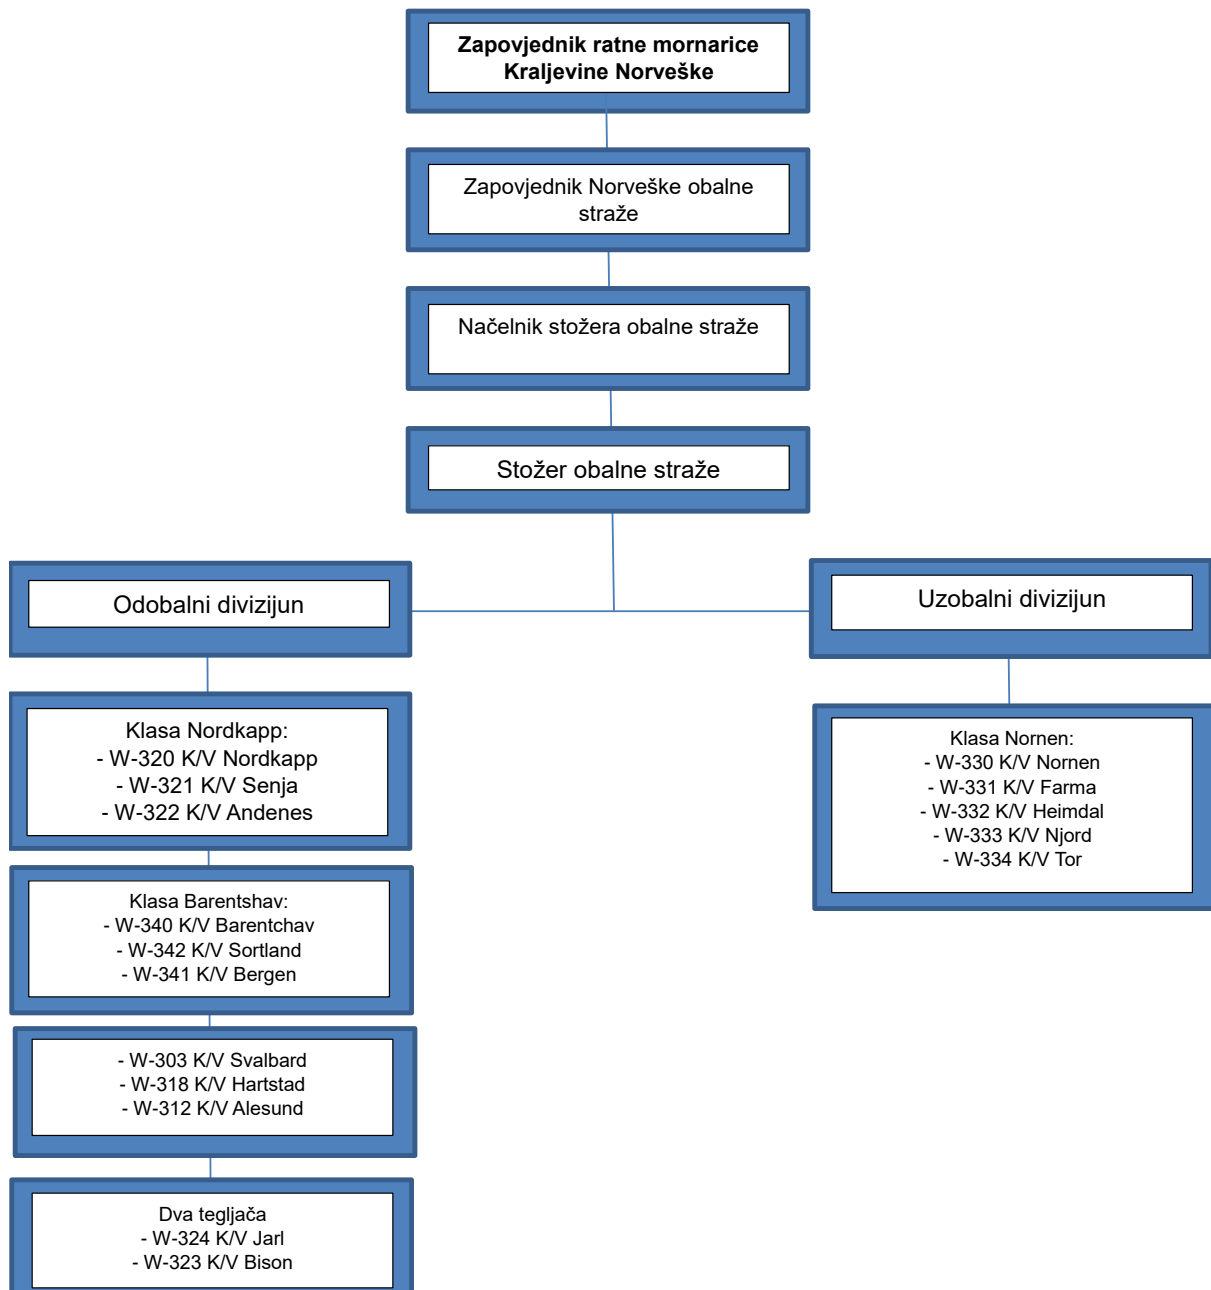 Zapovjednik ratne mornarice
Kraljevine Norveške
Zapovjednik Norveške obalne
straže
Načelnik stožera obalne straže
Stožer obalne straže
Odobalni divizijun
Uzobalni divizijun
Klasa Nordkapp:
- W-320 K/V Nordkapp
- W-321 K/V Senja
- W-322 K/V Andenes
Klasa Nornen:
- W-330 K/V Nornen
- W-331 K/V Farma
- W-332 K/V Heimdal
- W-333 K/V Njord
- W-334 K/V Tor
Klasa Barentshav:
- W-340 K/V Barentchav
- W-342 K/V Sortland
- W-341 K/V Bergen
- W-303 K/V Svalbard
- W-318 K/V Hartstad
- W-312 K/V Alesund
Dva tegljača
- W-324 K/V Jarl
- W-323 K/V Bison